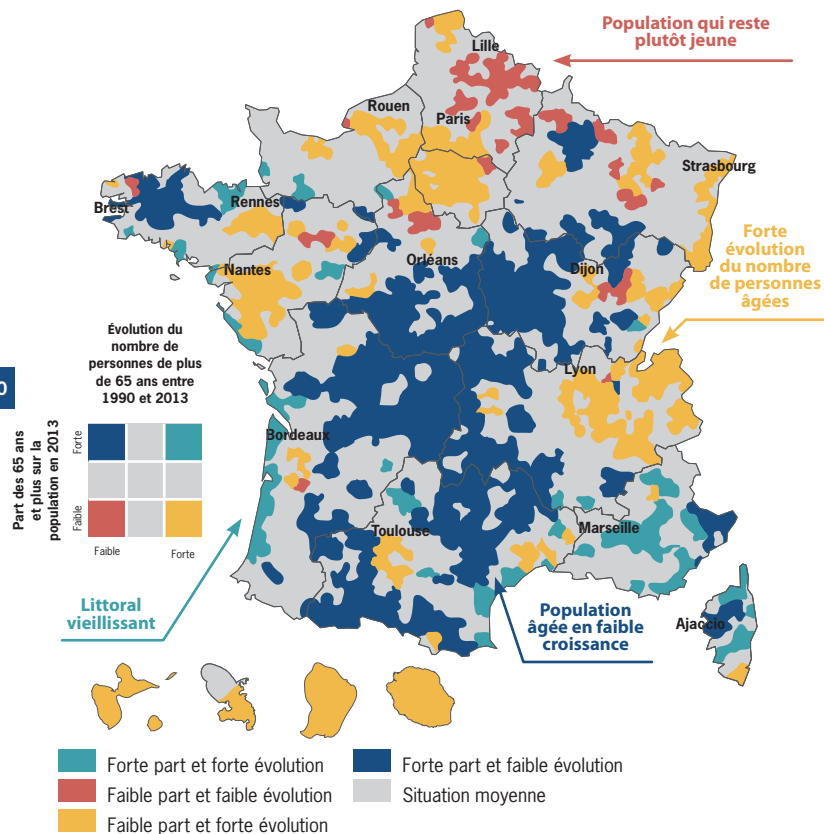 Population qui reste
plutôt jeune
Lille
Rouen
Paris
Strasbourg
Brest
Rennes
Forte
évolution
du nombre
de personnes
âgées
Nantes
Orléans
Dijon
Évolution du
nombre de
personnes de plus
de 65 ans entre
1990 et 2013
0
Lyon
Part des 65 ans
et plus sur la
population en 2013
Forte
Faible
Faible
Forte
Bordeaux
Toulouse
Marseille
Littoral
vieillissant
Population
âgée en faible
croissance
Ajaccio
Forte part et forte évolution
Faible part et faible évolution
Faible part et forte évolution
Forte part et faible évolution
Situation moyenne